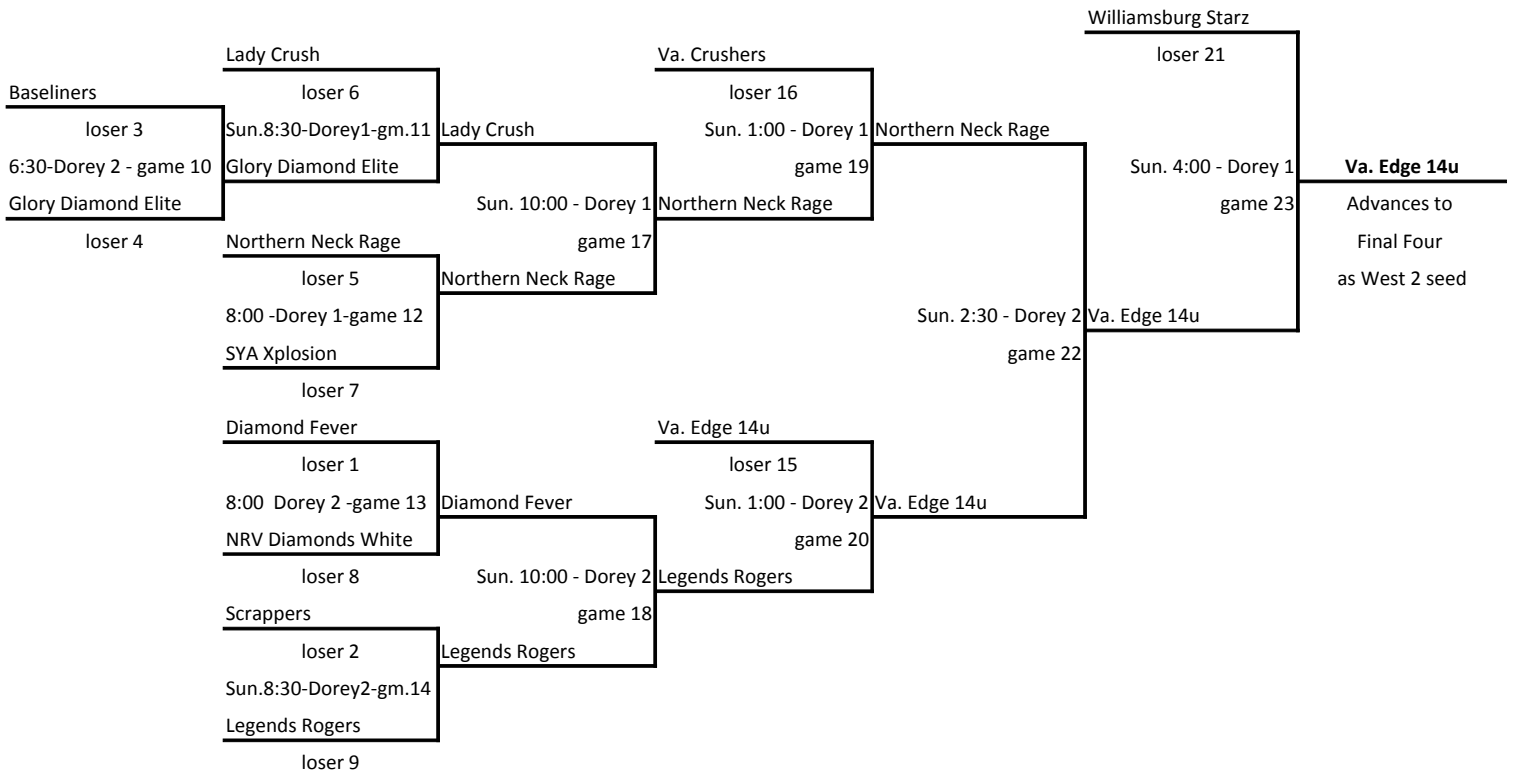 Williamsburg Starz
Lady Crush
Va. Crushers
loser 21
Baseliners
loser 6
loser 16
loser 3
Sun.8:30-Dorey1-gm.11
Lady Crush
Sun. 1:00 - Dorey 1
Northern Neck Rage
6:30-Dorey 2 - game 10
Glory Diamond Elite
game 19
Sun. 4:00 - Dorey 1
Va. Edge 14u
Glory Diamond Elite
Sun. 10:00 - Dorey 1
Northern Neck Rage
game 23
Advances to
loser 4
Northern Neck Rage
game 17
Final Four
loser 5
Northern Neck Rage
as West 2 seed
8:00 -Dorey 1-game 12
Sun. 2:30 - Dorey 2
Va. Edge 14u
SYA Xplosion
game 22
loser 7
Diamond Fever
Va. Edge 14u
loser 1
loser 15
8:00  Dorey 2 -game 13
Diamond Fever
Sun. 1:00 - Dorey 2
Va. Edge 14u
NRV Diamonds White
game 20
loser 8
Sun. 10:00 - Dorey 2
Legends Rogers
Scrappers
game 18
loser 2
Legends Rogers
Sun.8:30-Dorey2-gm.14
Legends Rogers
loser 9